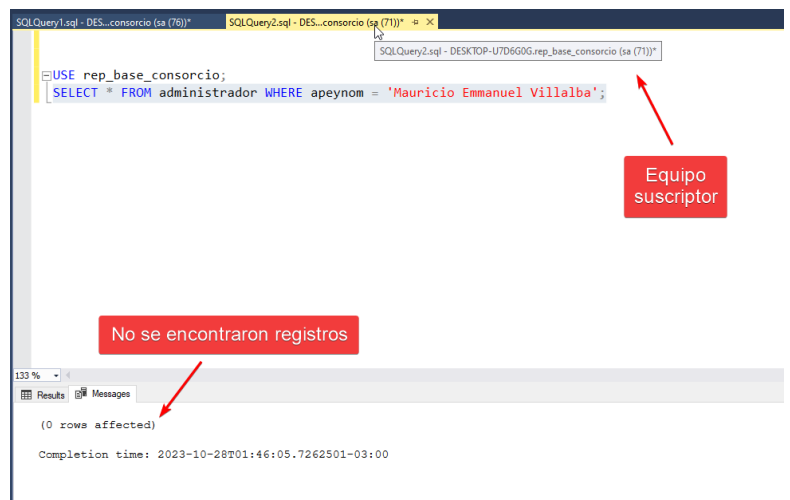 SQLQuery1.sql - DES...consorcio (sa (76))*
SQLQuery2.sql - DES...consorcio (sa (71))*
SQLQuery2.sql - DESKTOP-U7D6G0G.rep_base_consorcio (sa (71))*
USE rep_base_consorcio;
SELECT * FROM administrador WHERE apeynom = 'Mauricio Emmanuel Villalba';
Equipo
suscriptor
No se encontraron registros
133 %
Results
Messages
(0 rows affected)
Completion time: 2023-10-28T01:46:05.7262501-03:00